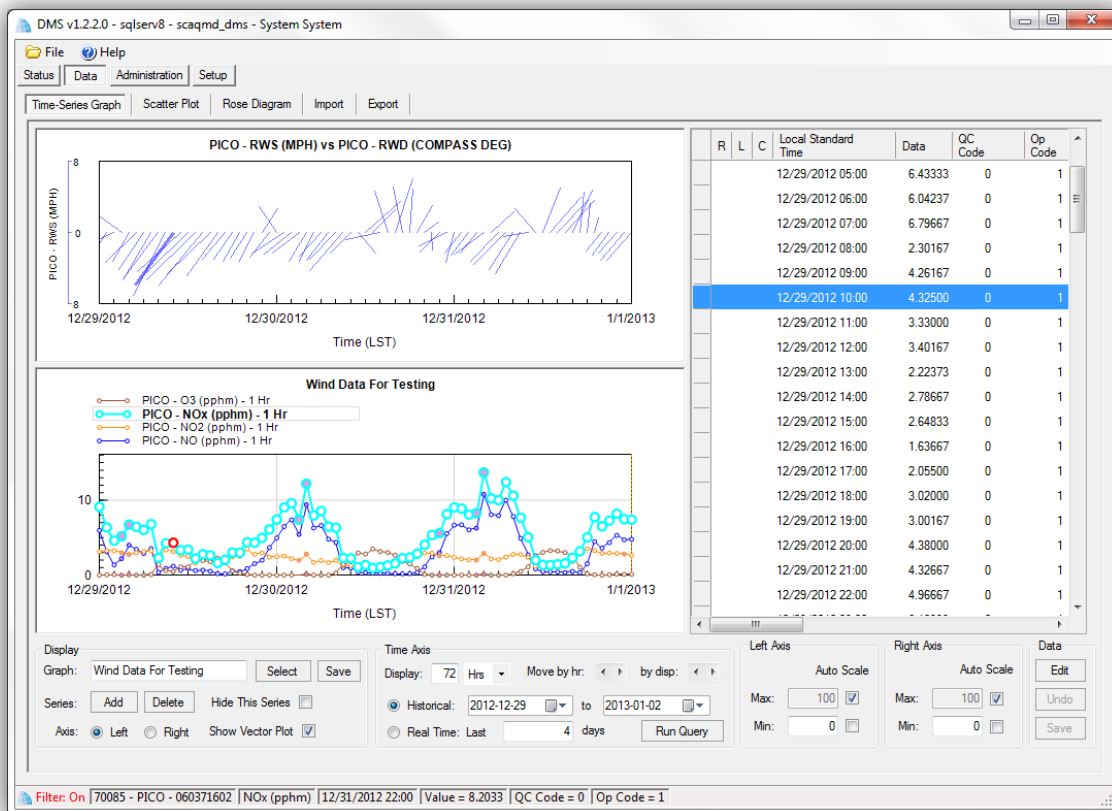 DMS v1.2.2.0 - sqlserv8 - scaqmd_dms - System System
File Help
Status Data Administration Setup
Time-Series Graph Scatter Plot Rose Diagram Import Export
PICO - RWS (MPH) vs PICO - RWD (COMPASS DEG)
PICO - RWS (MPH)
8
0
-8
12/29/2012 12/30/2012 12/31/2012 1/1/2013
Time (LST)
Wind Data For Testing
PICO - O3 (pphm) - 1 Hr
PICO - NOx (pphm) - 1 Hr
PICO - NO2 (pphm) - 1 Hr
PICO - NO (pphm) - 1 Hr
10
0
12/29/2012 12/30/2012 12/31/2012 1/1/2013
Time (LST)
R L C Local Standard Time Data QC Code Op Code
12/29/2012 05:00 6.43333 0 1
12/29/2012 06:00 6.04237 0 1
12/29/2012 07:00 6.79667 0 1
12/29/2012 08:00 2.30167 0 1
12/29/2012 09:00 4.26167 0 1
12/29/2012 10:00 4.32500 0 1
12/29/2012 11:00 3.33000 0 1
12/29/2012 12:00 3.40167 0 1
12/29/2012 13:00 2.22373 0 1
12/29/2012 14:00 2.78667 0 1
12/29/2012 15:00 2.64833 0 1
12/29/2012 16:00 1.63667 0 1
12/29/2012 17:00 2.05500 0 1
12/29/2012 18:00 3.02000 0 1
12/29/2012 19:00 3.00167 0 1
12/29/2012 20:00 4.38000 0 1
12/29/2012 21:00 4.32667 0 1
12/29/2012 22:00 4.96667 0 1
Display
Graph: Wind Data For Testing Select Save
Series: Add Delete Hide This Series
Axis: Left Right Show Vector Plot
Time Axis
Display: 72 Hrs Move by hr: by disp:
Historical: 2012-12-29 to 2013-01-02
Real Time: Last 4 days Run Query
Left Axis
Auto Scale
Max: 100
Min: 0
Right Axis
Auto Scale
Max: 100
Min: 0
Data
Edit
Undo
Save
Filter: On 70085 - PICO - 060371602 NOx (pphm) 12/31/2012 22:00 Value = 8.2033 QC Code = 0 Op Code = 1